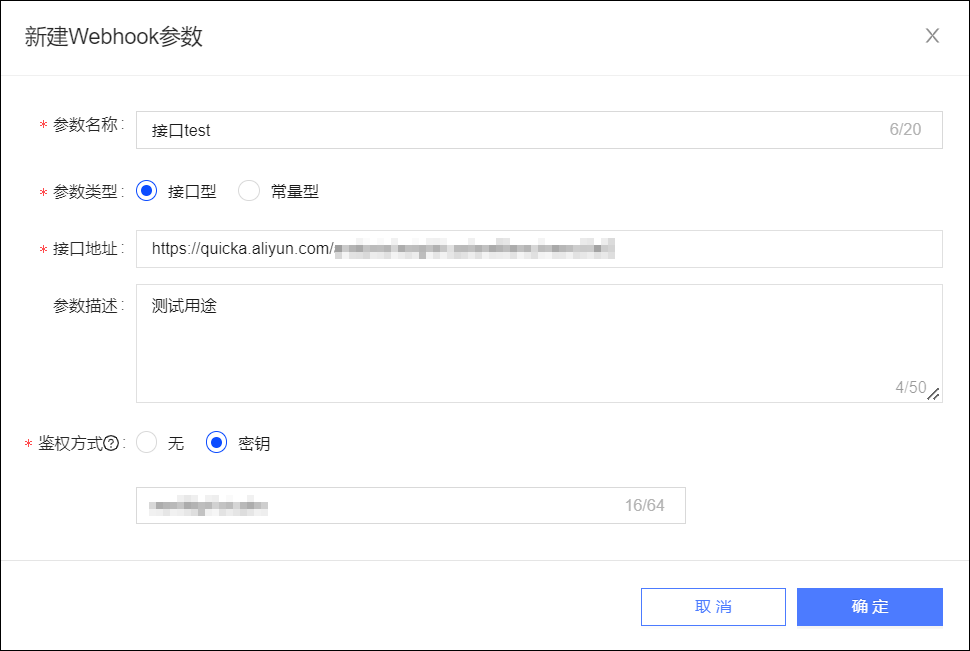 新建Webhook参数
* 参数名称: 接口test 6/20
* 参数类型: 接口型 常量型
* 接口地址: https://quicka.aliyun.com/
参数描述: 测试用途
4/50
* 鉴权方式?: 无 密钥
16/64
取消 确定